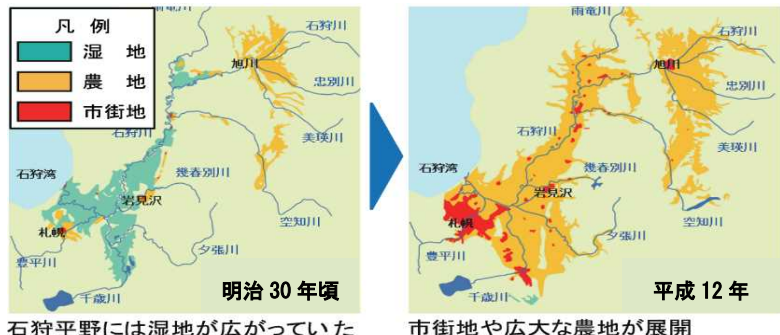 凡例
湿地
農地
市街地
雨竜川
石狩川
旭川
忠別川
石狩川
美瑛川
石狩湾
幾春別川
岩見沢
空知川
札幌
夕張川
豊平川
千歳川
明治30年頃
石狩平野には湿地が広がっていた
雨竜川
石狩川
旭川
忠別川
石狩川
美瑛川
石狩湾
幾春別川
岩見沢
空知川
札幌
夕張川
豊平川
千歳川
平成12年
市街地や広大な農地が展開